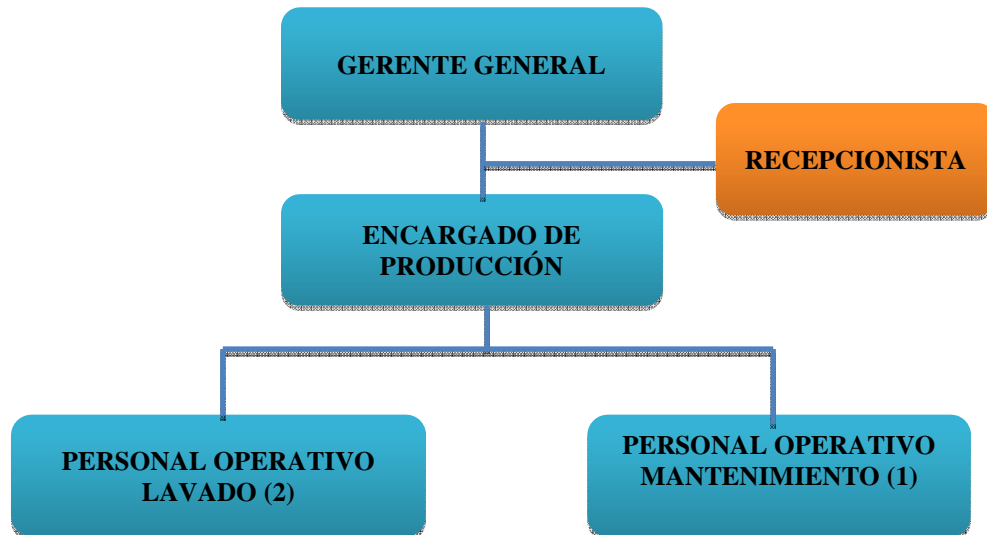 GERENTE GENERAL
RECEPCIONISTA
ENCARGADO DE
PRODUCCIÓN
PERSONAL OPERATIVO
LAVADO (2)
PERSONAL OPERATIVO
MANTENIMIENTO (1)